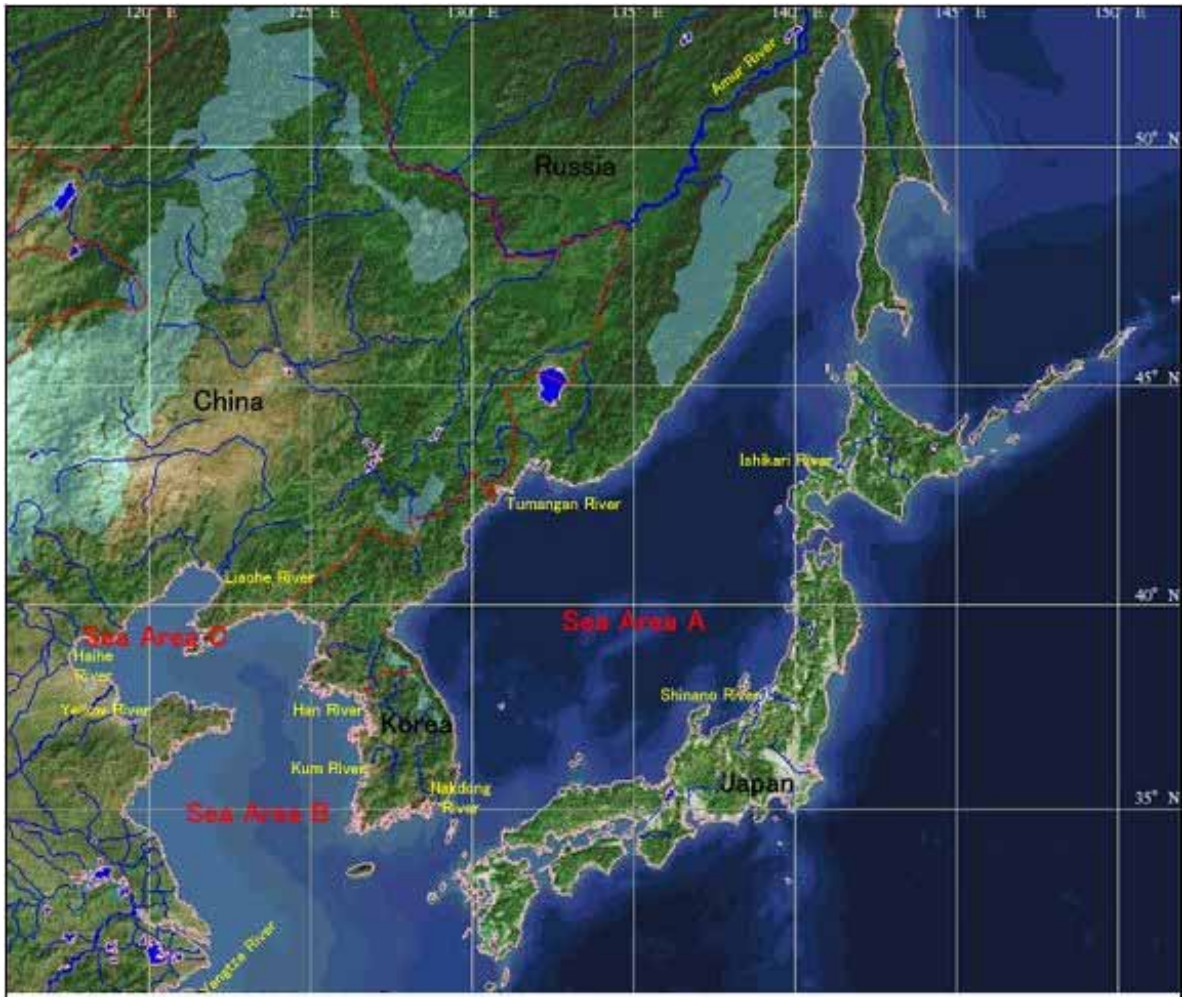 120° E 125° E 130° E 135° E 140° E 145° E 150° E
Amur River
50° N
Russia
45° N
China
Ishikari River
Tumangan River
Liaohe River
40° N
Sea Area A
Sea Area C
Haihe
River
Shinano River
Yellow River
Han River
Korea
Kum River
Japan
Nakdong
River
35° N
Sea Area B
Yangtze River